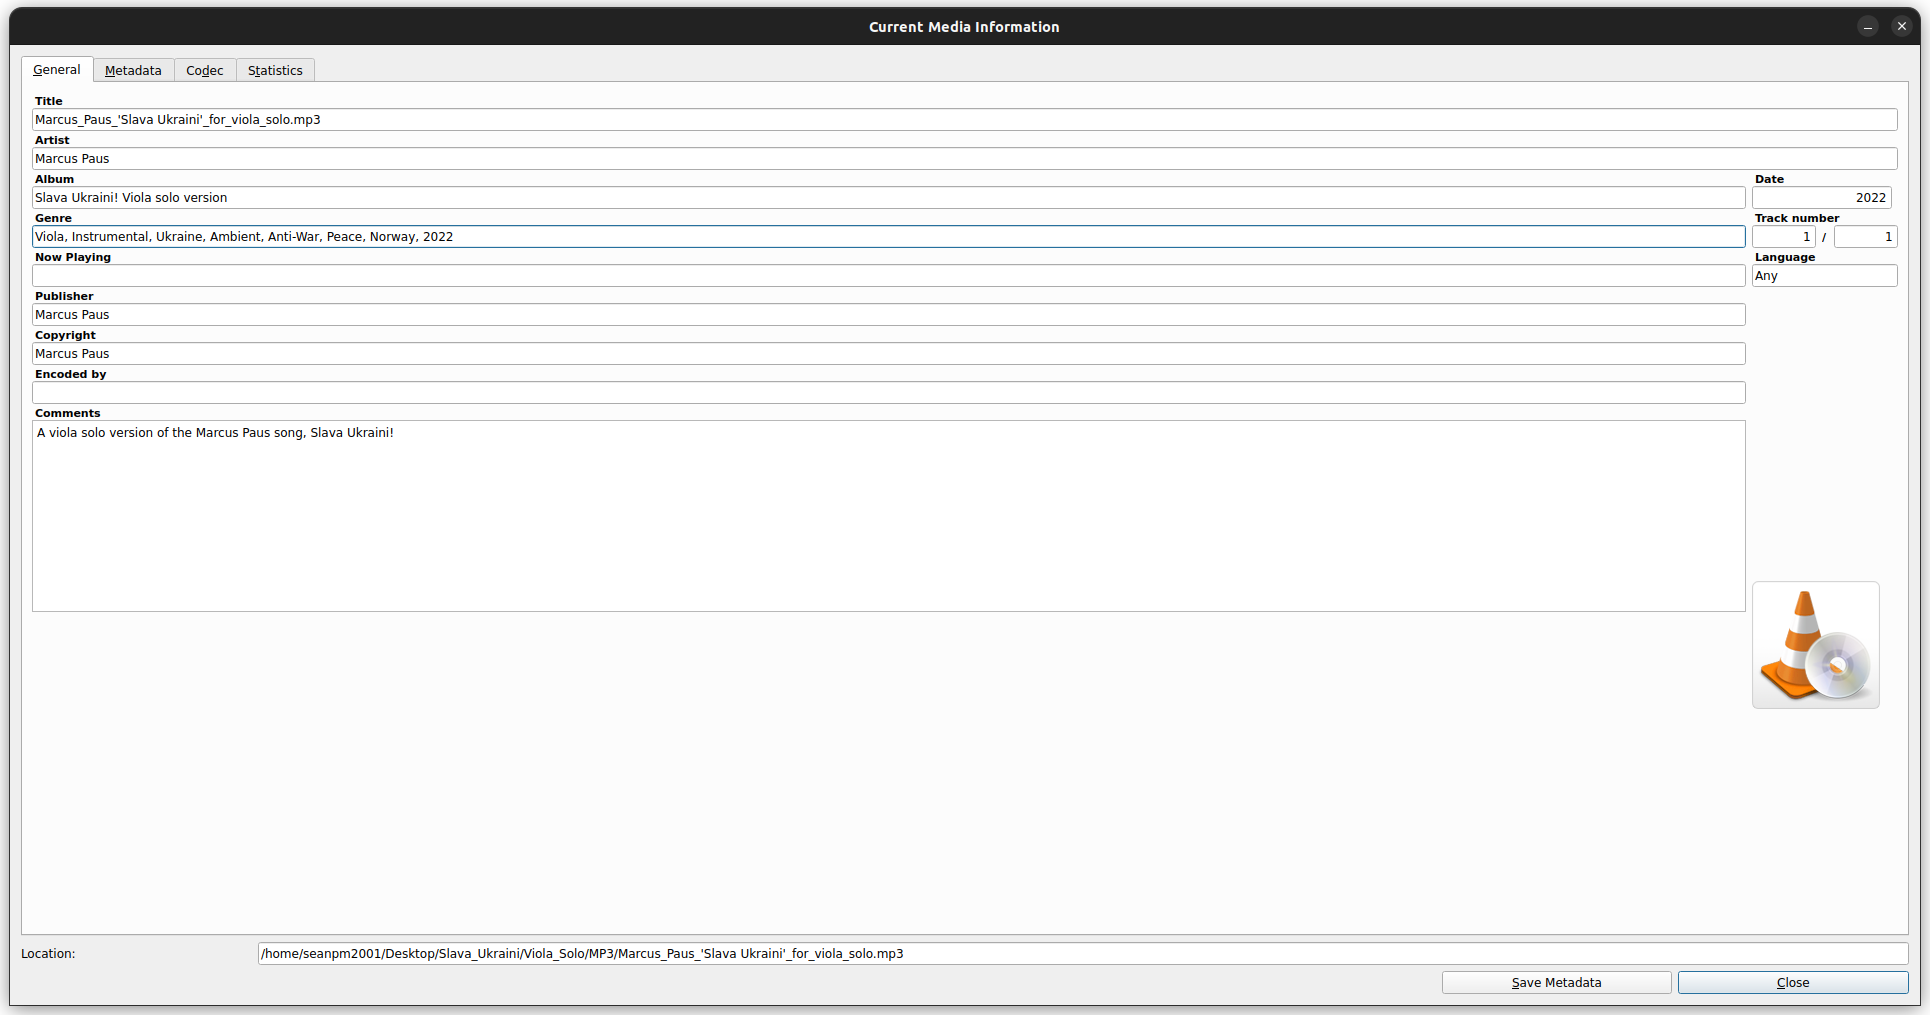 Current Media Information
General Metadata Codec Statistics
Title
Marcus_Paus_'Slava Ukraini'_for_viola_solo.mp3
Artist
Marcus Paus
Album Date
Slava Ukraini! Viola solo version 2022
Genre Track number
Viola, Instrumental, Ukraine, Ambient, Anti-War, Peace, Norway, 2022 1 / 1
Now Playing Language
Any
Publisher
Marcus Paus
Copyright
Marcus Paus
Encoded by
Comments
A viola solo version of the Marcus Paus song, Slava Ukraini!
Location: /home/seanpm2001/Desktop/Slava_Ukraini/Viola_Solo/MP3/Marcus_Paus_'Slava Ukraini'_for_viola_solo.mp3
Save Metadata Close